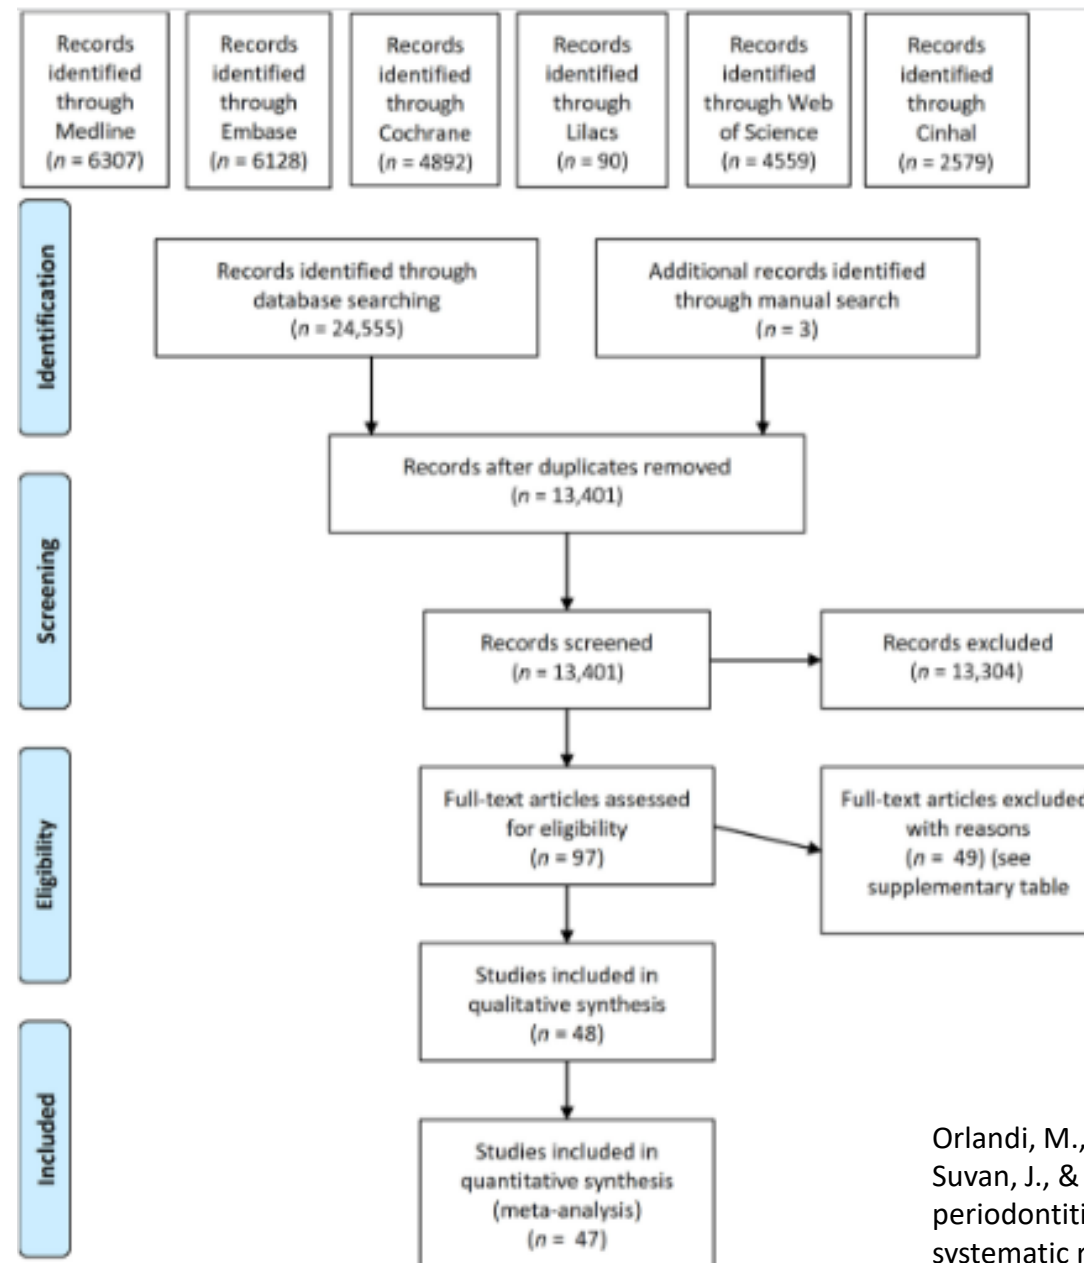 Records
identified
through
Medline
(n = 6307)
Records
identified
through
Embase
(n = 6128)
Records
identified
through
Cochrane
(n = 4892)
Records
identified
through
Lilacs
(n = 90)
Records
identified
through Web
of Science
(n = 4559)
Records
identified
through
Cinhal
(n = 2579)
Identification
Records identified through
database searching
(n = 24,555)
Additional records identified
through manual search
(n = 3)
Records after duplicates removed
(n = 13,401)
Screening
Records screened
(n = 13,401)
Records excluded
(n = 13,304)
Eligibility
Full-text articles assessed
for eligibility
(n = 97)
Full-text articles excluded
with reasons
(n = 49) (see
supplementary table
Studies included in
qualitative synthesis
(n = 48)
Included
Studies included in
quantitative synthesis
(meta-analysis)
(n = 47)
Orlandi, M.,
Suvan, J., &
periodontiti
systematic r